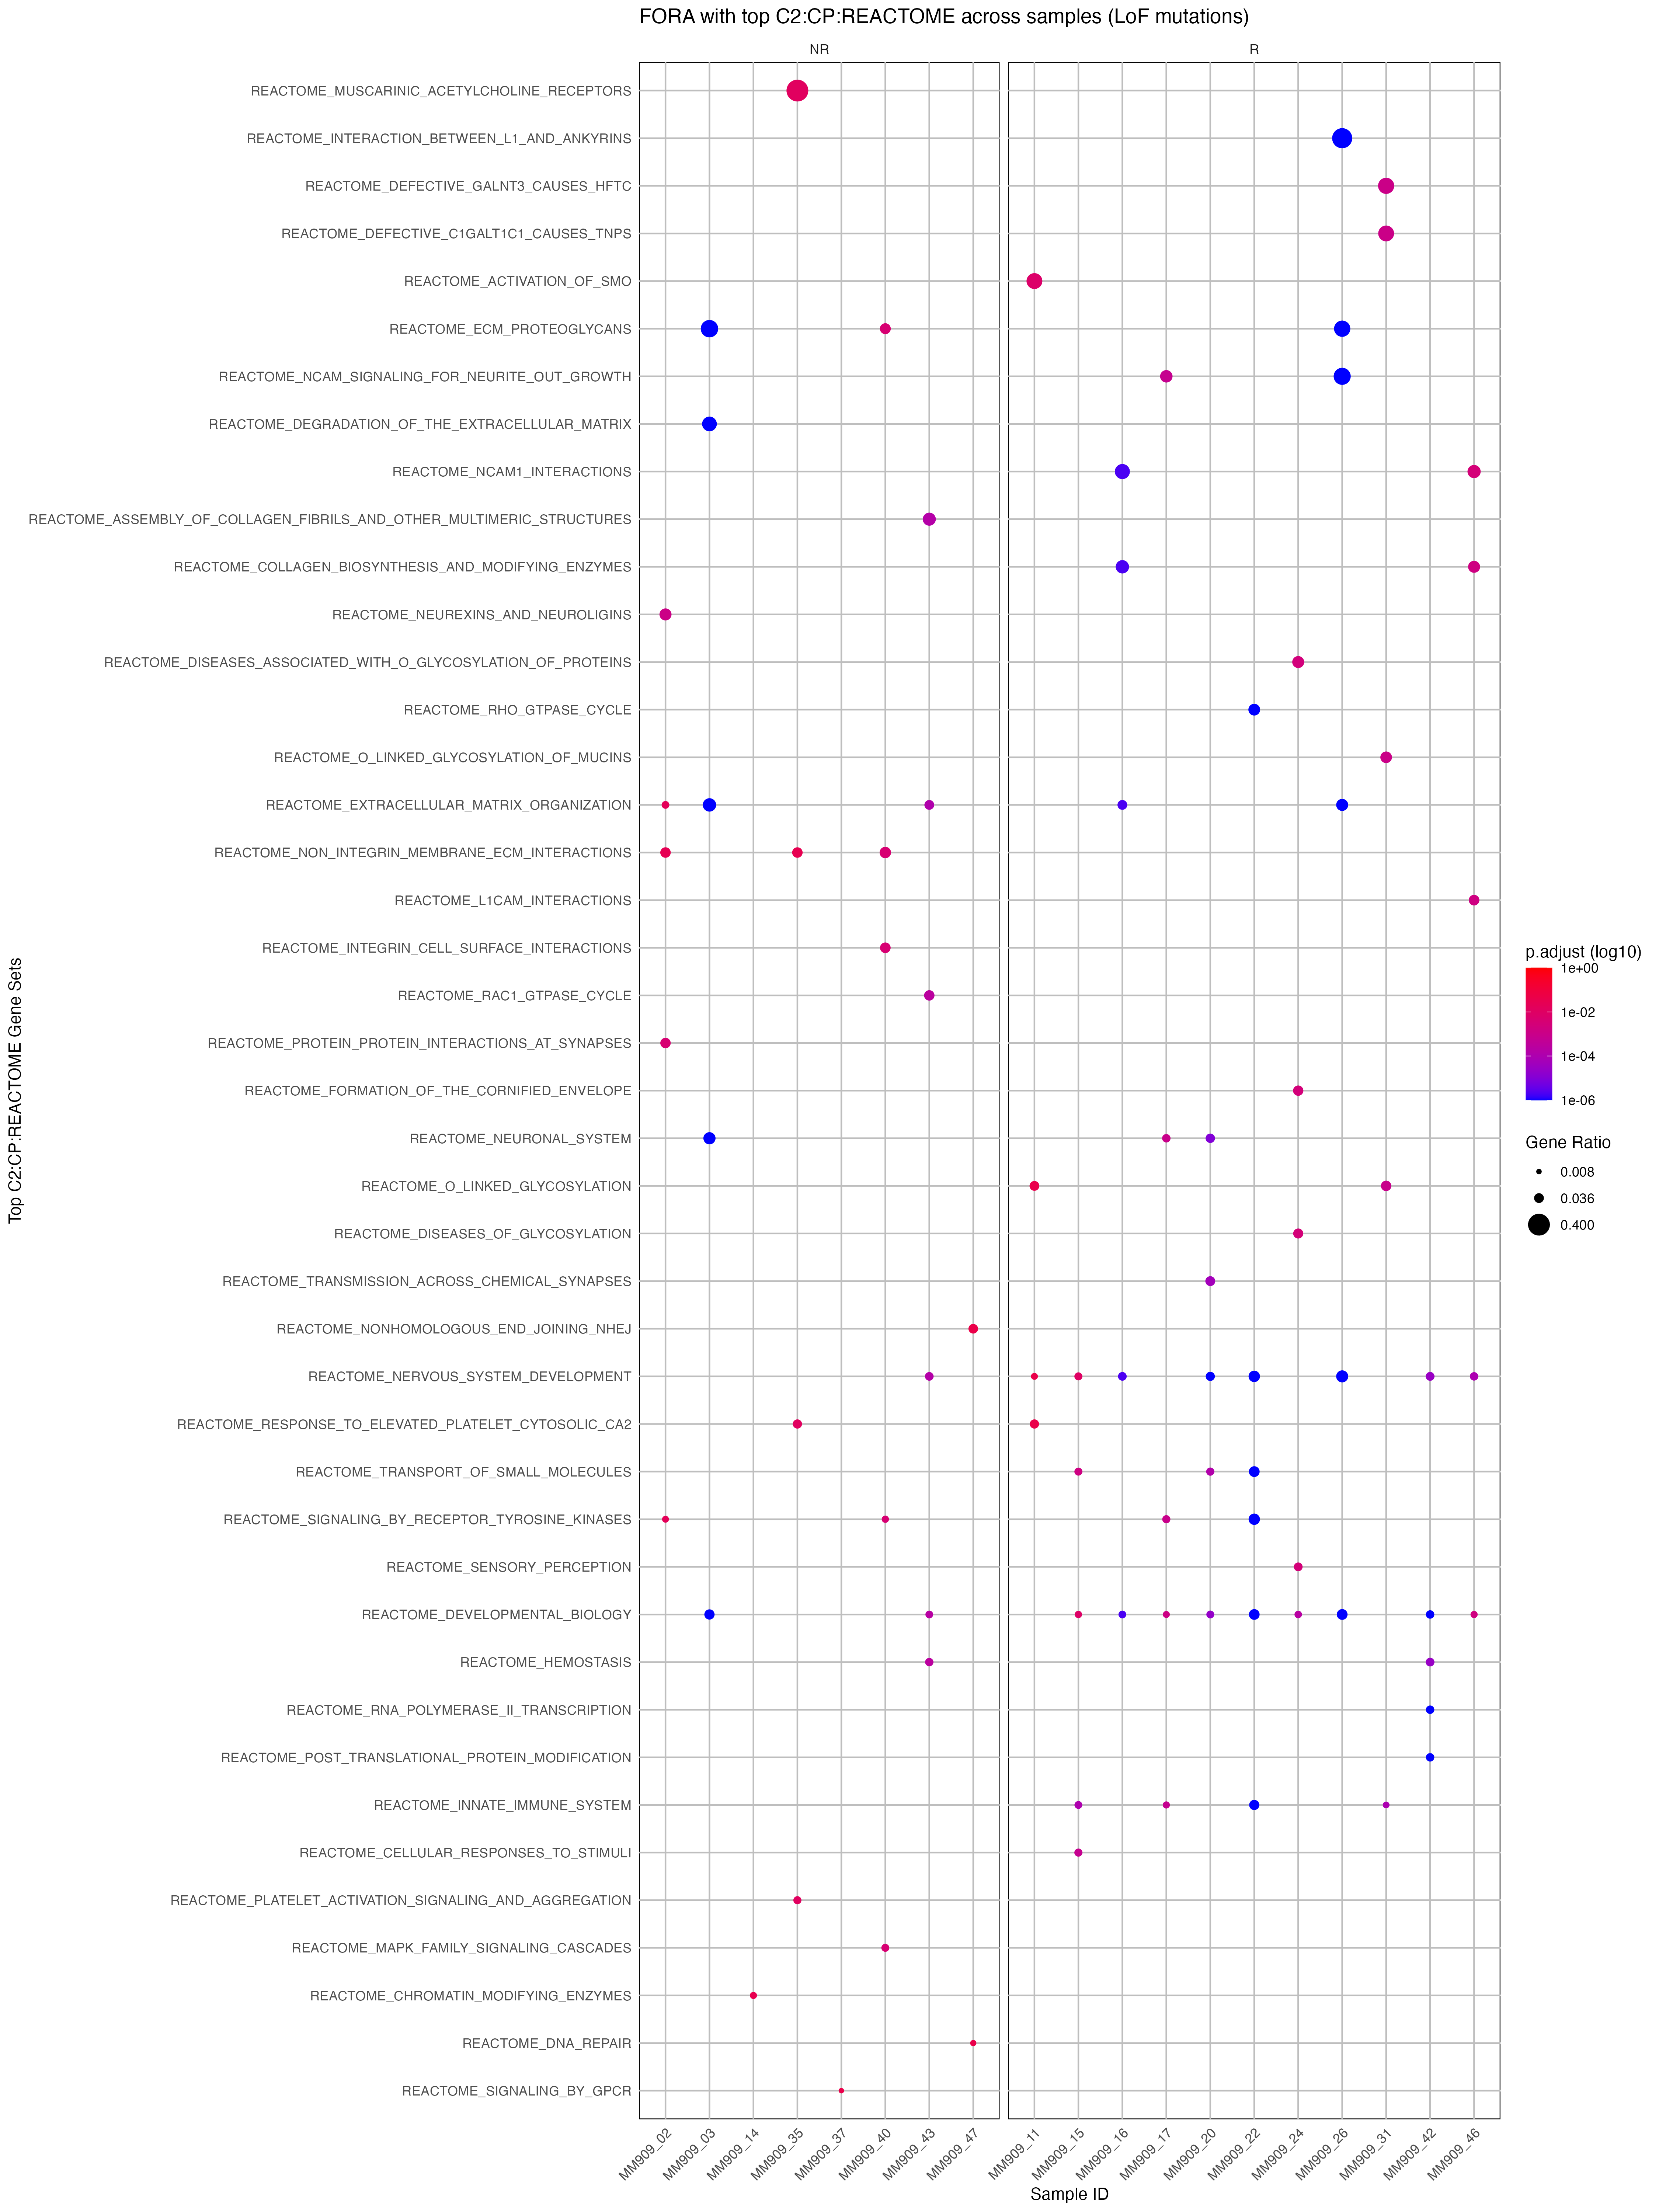 FORA with top C2:CP:REACTOME across samples (LoF mutations)
NR
R
REACTOME_MUSCARINIC_ACETYLCHOLINE_RECEPTORS
REACTOME_INTERACTION_BETWEEN_L1_AND_ANKYRINS
REACTOME_DEFECTIVE_GALNT3_CAUSES_HFTC
REACTOME_DEFECTIVE_C1GALT1C1_CAUSES_TNPS
REACTOME_ACTIVATION_OF_SMO
REACTOME_ECM_PROTEOGLYCANS
REACTOME_NCAM_SIGNALING_FOR_NEURITE_OUT_GROWTH
REACTOME_DEGRADATION_OF_THE_EXTRACELLULAR_MATRIX
REACTOME_NCAM1_INTERACTIONS
REACTOME_ASSEMBLY_OF_COLLAGEN_FIBRILS_AND_OTHER_MULTIMERIC_STRUCTURES
REACTOME_COLLAGEN_BIOSYNTHESIS_AND_MODIFYING_ENZYMES
REACTOME_NEUREXINS_AND_NEUROLIGINS
REACTOME_DISEASES_ASSOCIATED_WITH_O_GLYCOSYLATION_OF_PROTEINS
REACTOME_RHO_GTPASE_CYCLE
REACTOME_O_LINKED_GLYCOSYLATION_OF_MUCINS
REACTOME_EXTRACELLULAR_MATRIX_ORGANIZATION
REACTOME_NON_INTEGRIN_MEMBRANE_ECM_INTERACTIONS
REACTOME_L1CAM_INTERACTIONS
REACTOME_INTEGRIN_CELL_SURFACE_INTERACTIONS
REACTOME_RAC1_GTPASE_CYCLE
REACTOME_PROTEIN_PROTEIN_INTERACTIONS_AT_SYNAPSES
REACTOME_FORMATION_OF_THE_CORNIFIED_ENVELOPE
REACTOME_NEURONAL_SYSTEM
REACTOME_O_LINKED_GLYCOSYLATION
REACTOME_DISEASES_OF_GLYCOSYLATION
REACTOME_TRANSMISSION_ACROSS_CHEMICAL_SYNAPSES
REACTOME_NONHOMOLOGOUS_END_JOINING_NHEJ
REACTOME_NERVOUS_SYSTEM_DEVELOPMENT
REACTOME_RESPONSE_TO_ELEVATED_PLATELET_CYTOSOLIC_CA2
REACTOME_TRANSPORT_OF_SMALL_MOLECULES
REACTOME_SIGNALING_BY_RECEPTOR_TYROSINE_KINASES
REACTOME_SENSORY_PERCEPTION
REACTOME_DEVELOPMENTAL_BIOLOGY
REACTOME_HEMOSTASIS
REACTOME_RNA_POLYMERASE_II_TRANSCRIPTION
REACTOME_POST_TRANSLATIONAL_PROTEIN_MODIFICATION
REACTOME_INNATE_IMMUNE_SYSTEM
REACTOME_CELLULAR_RESPONSES_TO_STIMULI
REACTOME_PLATELET_ACTIVATION_SIGNALING_AND_AGGREGATION
REACTOME_MAPK_FAMILY_SIGNALING_CASCADES
REACTOME_CHROMATIN_MODIFYING_ENZYMES
REACTOME_DNA_REPAIR
REACTOME_SIGNALING_BY_GPCR
Top C2:CP:REACTOME Gene Sets
MM909_02
MM909_03
MM909_14
MM909_35
MM909_37
MM909_40
MM909_43
MM909_47
MM909_11
MM909_15
MM909_16
MM909_17
MM909_20
MM909_22
MM909_24
MM909_26
MM909_31
MM909_42
MM909_46
Sample ID
p.adjust (log10)
1e+00
1e-02
1e-04
1e-06
Gene Ratio
0.008
0.036
0.400